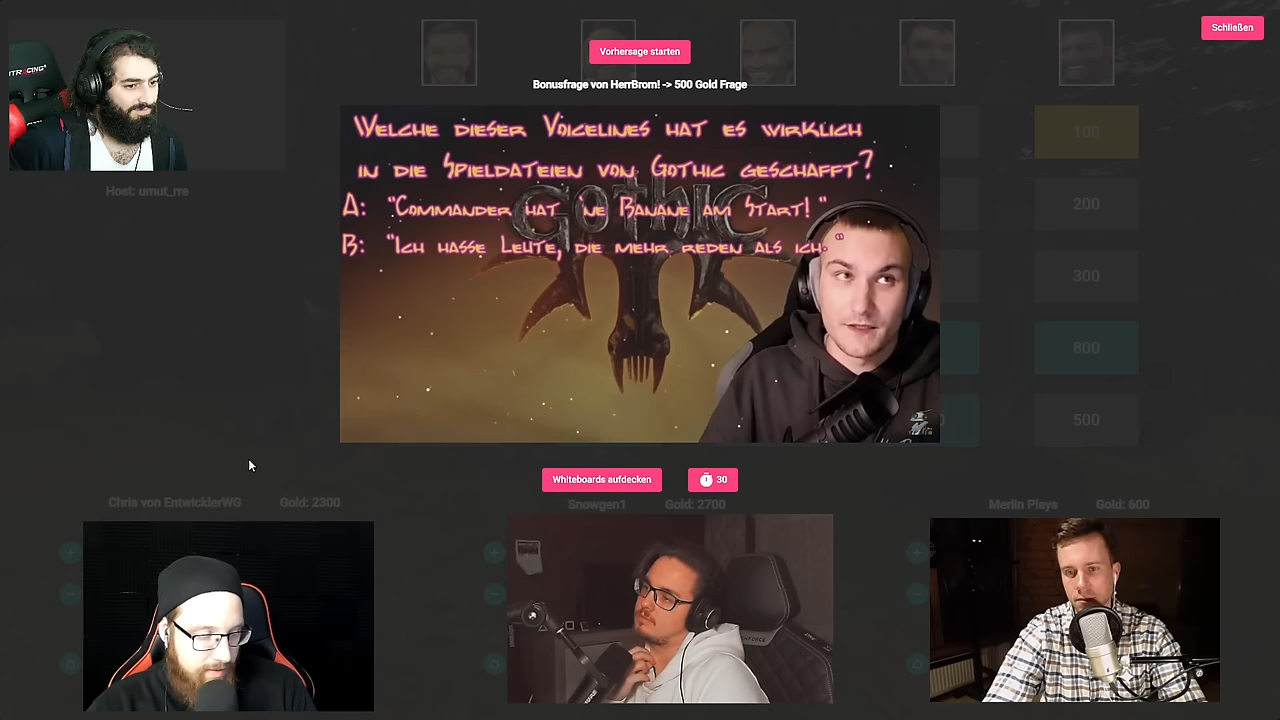 Schließen
Vorhersage starten
Bonusfrage von HerrBrom! -> 500 Gold Frage
Welche dieser Voicelines hat es wirklich
in die Spieldateien von Gothic geschafft?
A: "Commander hat 'ne Banane am Start!"
B: "Ich hasse Leute, die mehr reden als ich."
GOTHIC
100
200
300
800
500
Host: umut_rre
Whiteboards aufdecken
30
Chris von EntwicklerWG Gold: 2300
Snowgen1 Gold: 2700
Merlin Plays Gold: 600